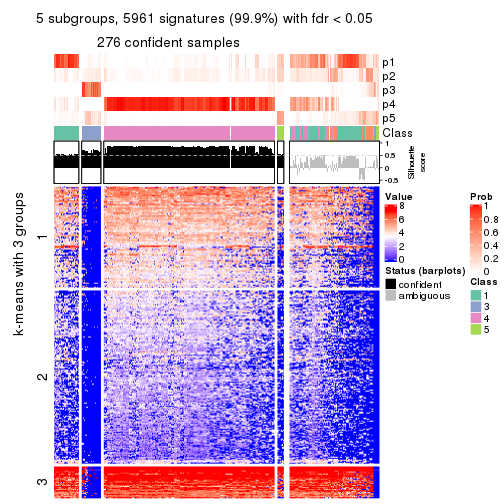 5 subgroups, 5961 signatures (99.9%) with fdr < 0.05
276 confident samples
p1
p2
p3
p4
p5
Class
1
0.5
0
-0.5
Silhouette
score
k-means with 3 groups
1
2
3
Value
8
6
4
2
0
Status (barplots)
confident
ambiguous
Prob
1
0.8
0.6
0.4
0.2
0
Class
1
3
4
5